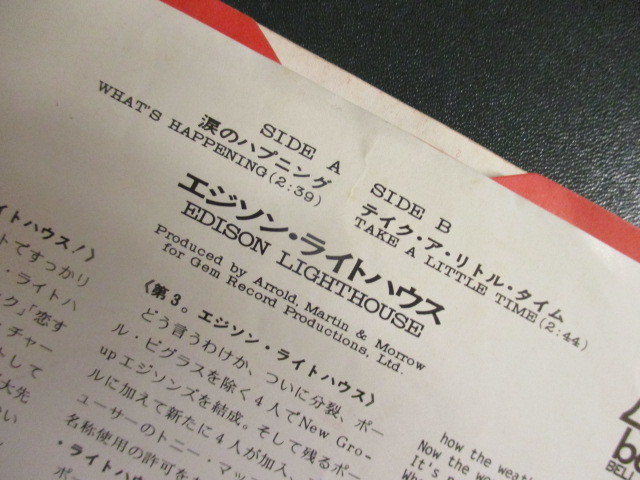 SIDE A
涙のハプニング
WHAT'S HAPPENING(2:39)
SIDE B
テイク・ア・リトル・タイム
TAKE A LITTLE TIME(2:44)
エジソン・ライトハウス
EDISON LIGHTHOUSE
Produced by Arrold, Martin & Morrow
for Gem Record Productions, Ltd.
イトハウス!〉
トですっかり
・ライトハ
ク」「恋す
・チャー
して
大先
い
〈第3。エジソン・ライトハウス〉
どう言うわけか、ついに分裂、ポー
ル・ビグラスを除く4人でNew Gro-
upエジソンズを結成。そして残るポー
ルに加えて新たに4人が加入、
ューサーのトニー・マッ
名称使用の許可を
・ライトハウ
how the weath
Now the wo
It's
BELL